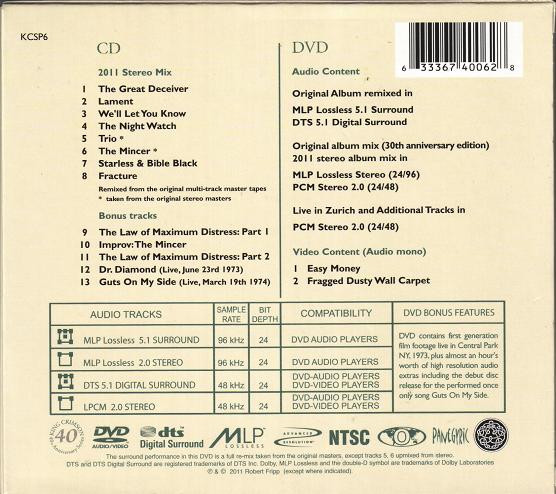 KCSP6
CD
2011 Stereo Mix
1 The Great Deceiver
2 Lament
3 We'll Let You Know
4 The Night Watch
5 Trio *
6 The Mincer *
7 Starless & Bible Black
8 Fracture
Remixed from the original multi-track master tapes
* taken from the original stereo masters
Bonus tracks
9 The Law of Maximum Distress: Part 1
10 Improv: The Mincer
11 The Law of Maximum Distress: Part 2
12 Dr. Diamond (Live, June 23rd 1973)
13 Guts On My Side (Live, March 19th 1974)
DVD
Audio Content
6 33367 40062 8
Original Album remixed in
MLP Lossless 5.1 Surround
DTS 5.1 Digital Surround
Original album mix (30th anniversary edition)
2011 stereo album mix in
MLP Lossless Stereo (24/96)
PCM Stereo 2.0 (24/48)
Live in Zurich and Additional Tracks in
PCM Stereo 2.0 (24/48)
Video Content (Audio mono)
1 Easy Money
2 Fragged Dusty Wall Carpet
AUDIO TRACKS SAMPLE RATE BIT DEPTH COMPATIBILITY
MLP Lossless 5.1 SURROUND 96 kHz 24 DVD AUDIO PLAYERS
MLP Lossless 2.0 STEREO 96 kHz 24 DVD AUDIO PLAYERS
DTS 5.1 DIGITAL SURROUND 48 kHz 24 DVD-AUDIO PLAYERS DVD-VIDEO PLAYERS
LPCM 2.0 STEREO 48 kHz 24 DVD-AUDIO PLAYERS DVD-VIDEO PLAYERS
DVD BONUS FEATURES
DVD contains first generation
film footage live in Central Park
NY, 1973, plus almost an hour's
worth of high resolution audio
extras including the debut disc
release for the performed once
only song Guts On My Side.
KING CRIMSON
40th
ANNIVERSARY
DVD
AUDIO/VIDEO
dts
Digital Surround
MLP
LOSSLESS
ADVANCED
RESOLUTION
NTSC
PANEGYRIC
The surround performance in this DVD is a full re-mix taken from the original masters, except tracks 5, 6 upmixed from stereo.
DTS and DTS Digital Surround are registered trademarks of DTS Inc. Dolby, MLP Lossless and the double-D symbol are trademarks of Dolby Laboratories
℗ & © 2011 Robert Fripp (except where indicated).